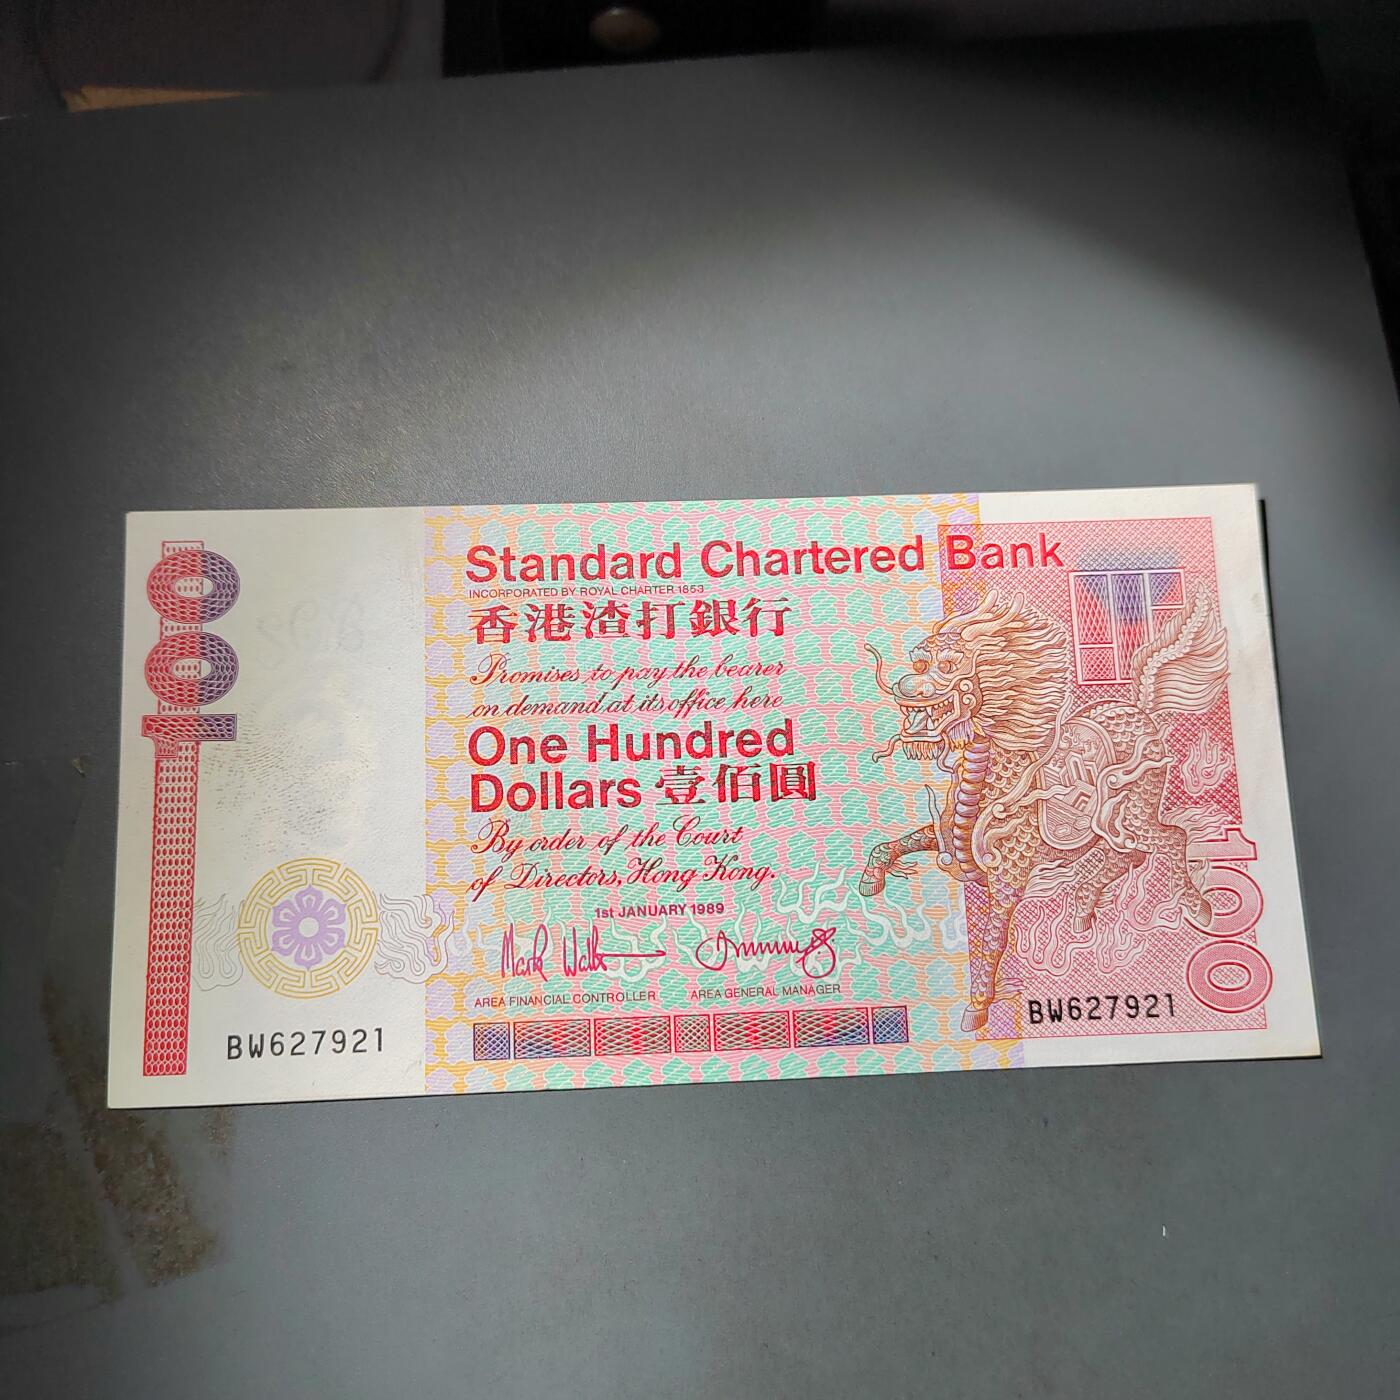 100
Standard Chartered Bank
INCORPORATED BY ROYAL CHARTER 1853
香港渣打銀行
Promises to pay the bearer
on demand at its office here
One Hundred
Dollars 壹佰圓
By order of the Court
of Directors, Hong Kong.
1st JANUARY 1989
AREA FINANCIAL CONTROLLER
AREA GENERAL MANAGER
BW627921
BW627921
100